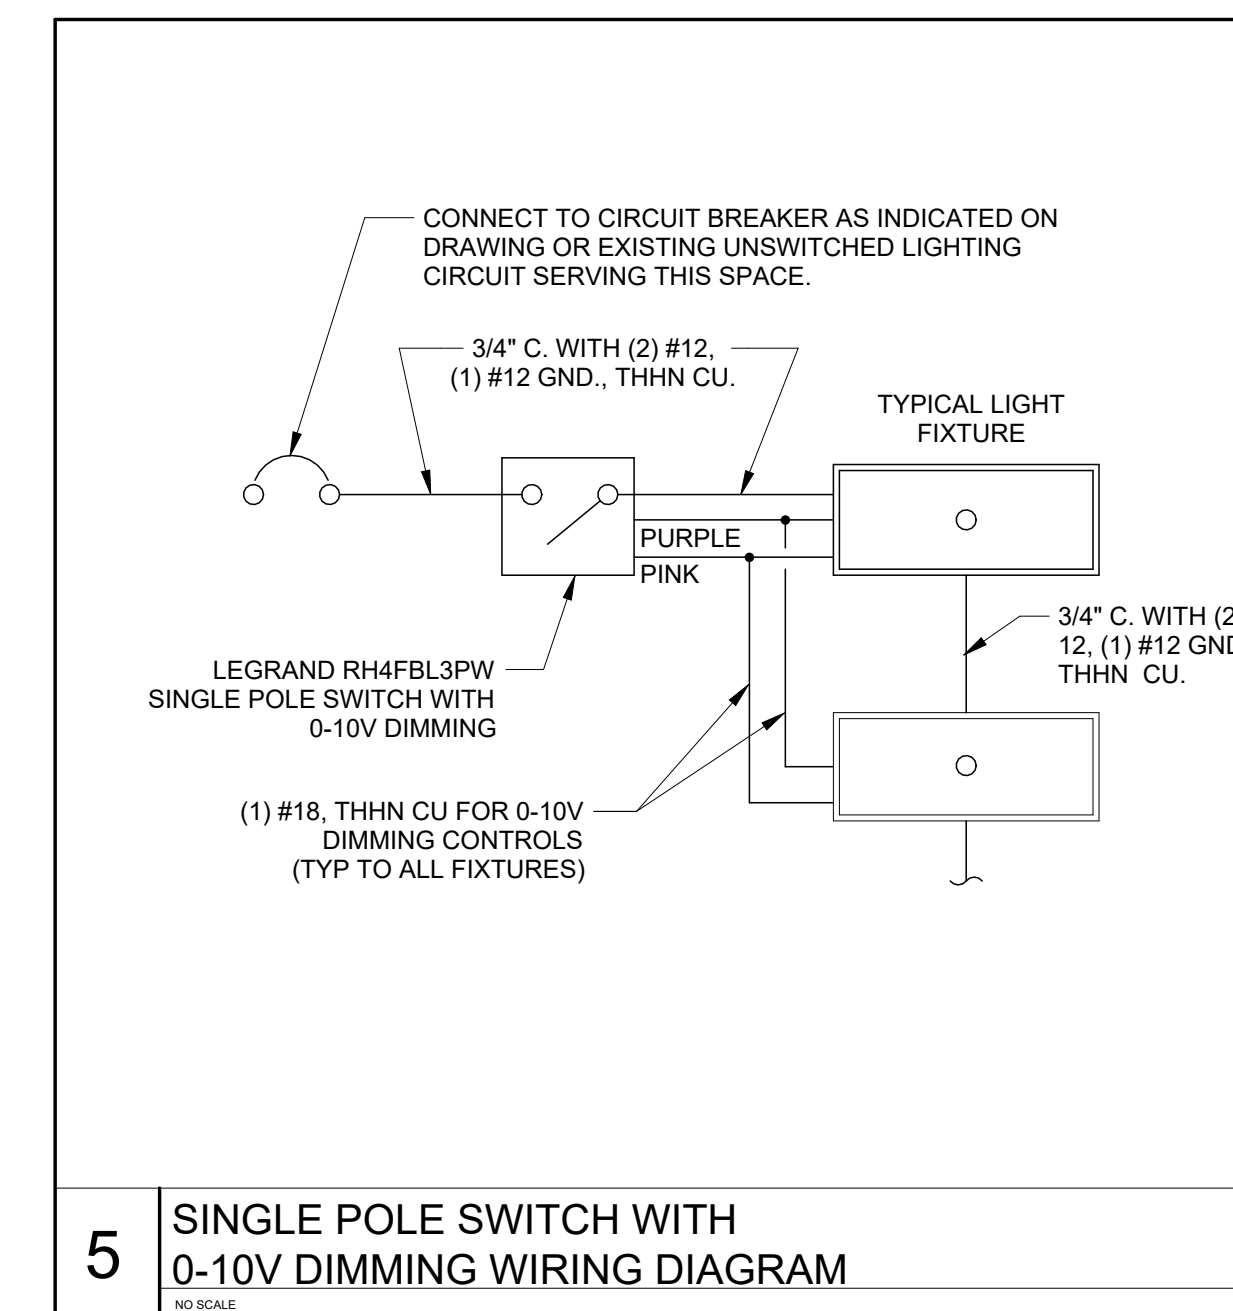 CONNECT TO CIRCUIT BREAKER AS INDICATED ON
DRAWING OR EXISTING UNSWITCHED LIGHTING
CIRCUIT SERVING THIS SPACE.
3/4" C. WITH (2) #12,
(1) #12 GND., THHN CU.
TYPICAL LIGHT
FIXTURE
PURPLE
PINK
3/4" C. WITH (2
12, (1) #12 GND
THHN CU.
LEGRAND RH4FBL3PW
SINGLE POLE SWITCH WITH
0-10V DIMMING
(1) #18, THHN CU FOR 0-10V
DIMMING CONTROLS
(TYP TO ALL FIXTURES)
5
SINGLE POLE SWITCH WITH
0-10V DIMMING WIRING DIAGRAM
NO SCALE